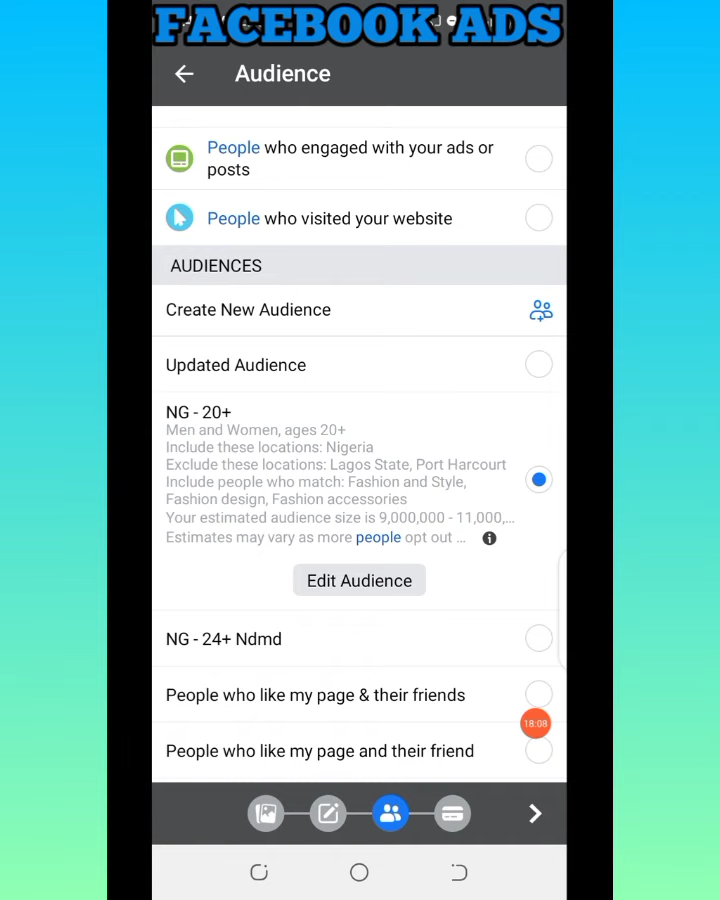 FACEBOOK ADS
Audience
People who engaged with your ads or
posts
People who visited your website
AUDIENCES
Create New Audience
Updated Audience
NG - 20+
Men and Women, ages 20+
Include these locations: Nigeria
Exclude these locations: Lagos State, Port Harcourt
Include people who match: Fashion and Style,
Fashion design, Fashion accessories
Your estimated audience size is 9,000,000 - 11,000,...
Estimates may vary as more people opt out ...
Edit Audience
NG - 24+ Ndmd
People who like my page & their friends
18:08
People who like my page and their friend